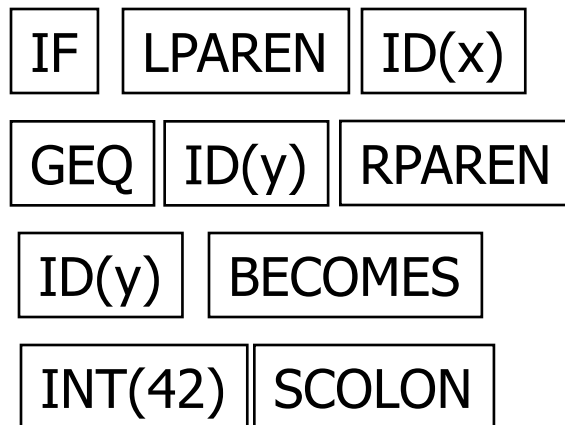 IF LPAREN ID(x)
GEQ ID(y) RPAREN
ID(y) BECOMES
INT(42) SCOLON